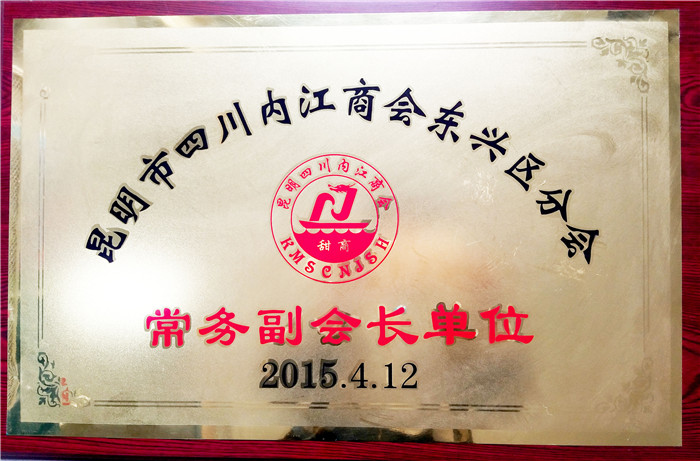 昆明市四川内江商会东兴区分会
昆明四川内江商会
甜商
KMSCNJSH
常务副会长单位
2015.4.12